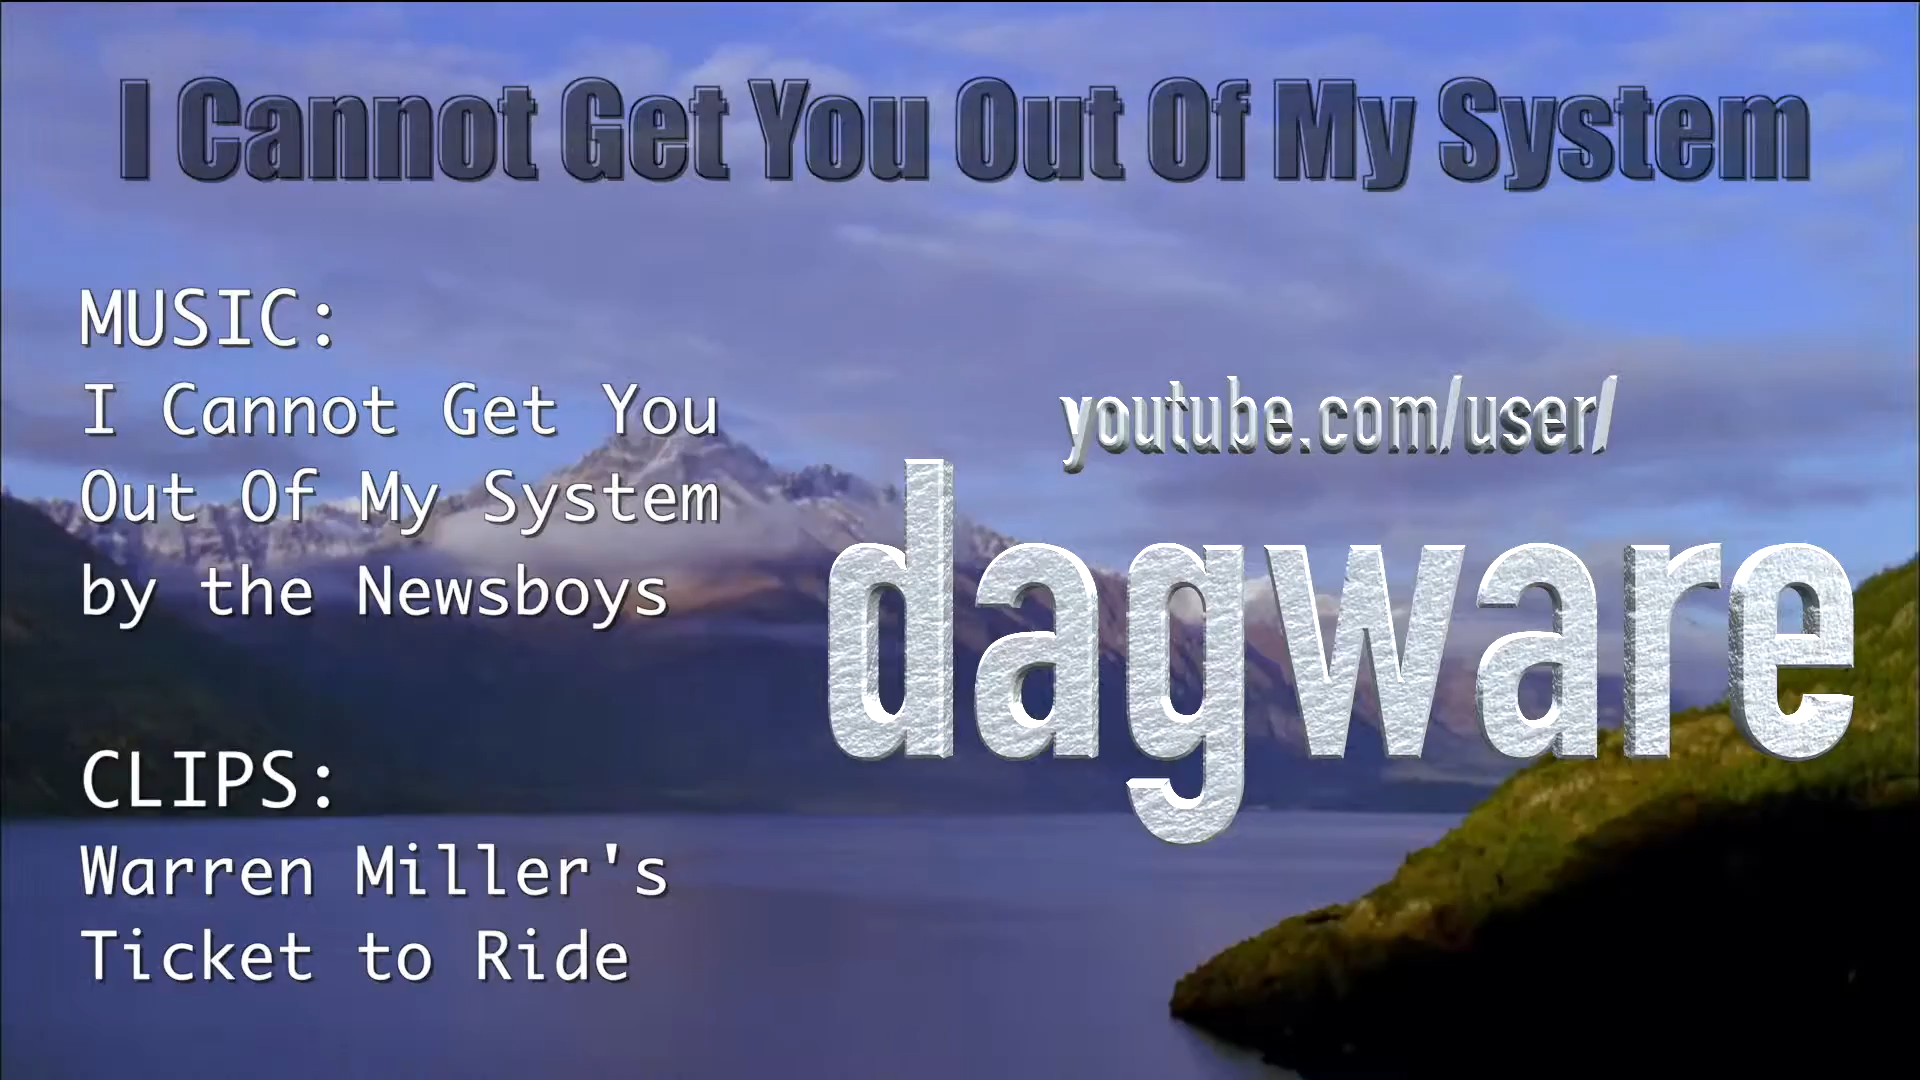 I Cannot Get You Out Of My System
MUSIC:
I Cannot Get You
Out Of My System
by the Newsboys
CLIPS:
Warren Miller's
Ticket to Ride
youtube.com/user/
dagware